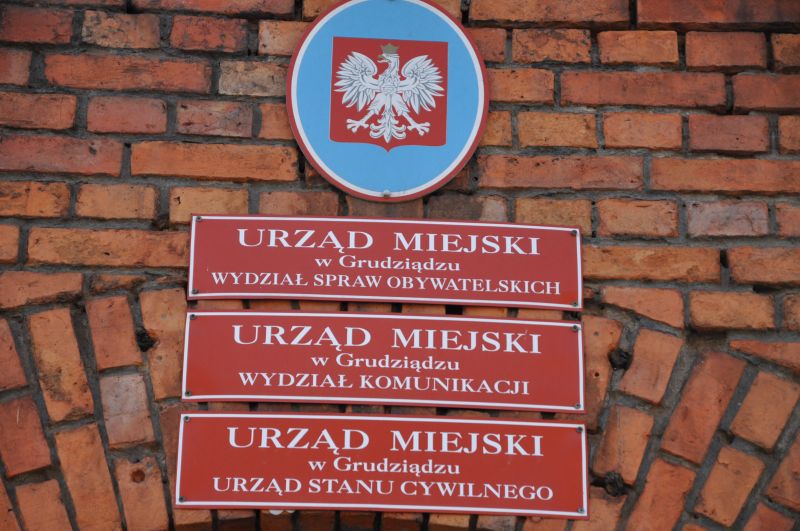 URZĄD MIEJSKI
w Grudziądzu
WYDZIAŁ SPRAW OBYWATELSKICH
URZĄD MIEJSKI
w Grudziądzu
WYDZIAŁ KOMUNIKACJI
URZĄD MIEJSKI
w Grudziądzu
URZĄD STANU CYWILNEGO